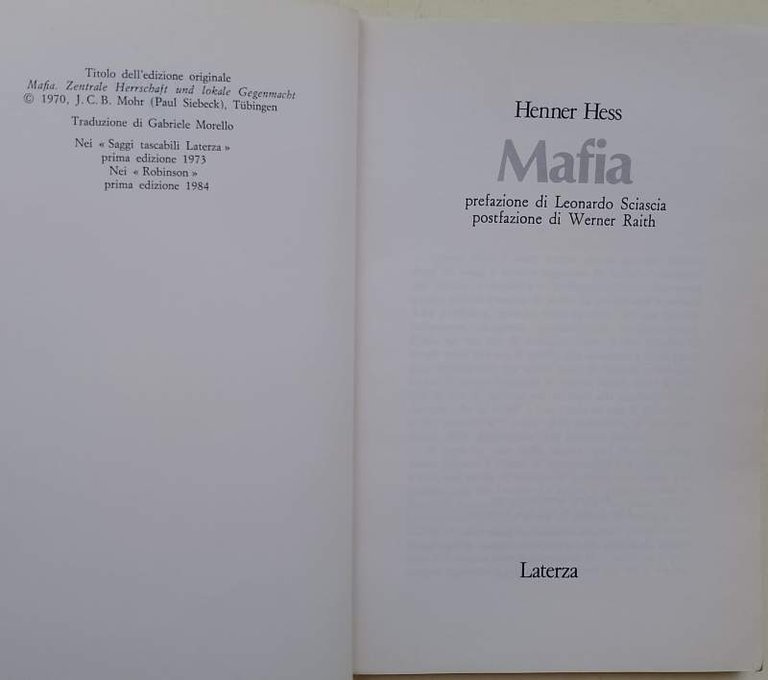 Titolo dell'edizione originale
Mafia. Zentrale Herrschaft und lokale Gegenmacht
© 1970, J. C. B. Mohr (Paul Siebeck), Tübingen
Traduzione di Gabriele Morello
Nei « Saggi tascabili Laterza »
prima edizione 1973
Nei « Robinson »
prima edizione 1984
Henner Hess
Mafia
prefazione di Leonardo Sciascia
postfazione di Werner Raith
Laterza